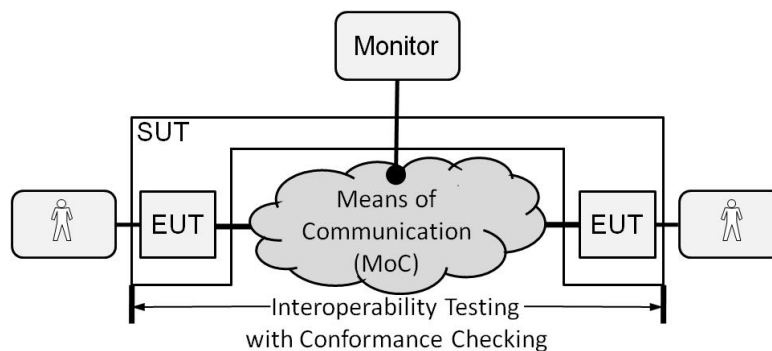 Monitor
SUT
EUT
Means of
Communication
(MoC)
EUT
Interoperability Testing
with Conformance Checking